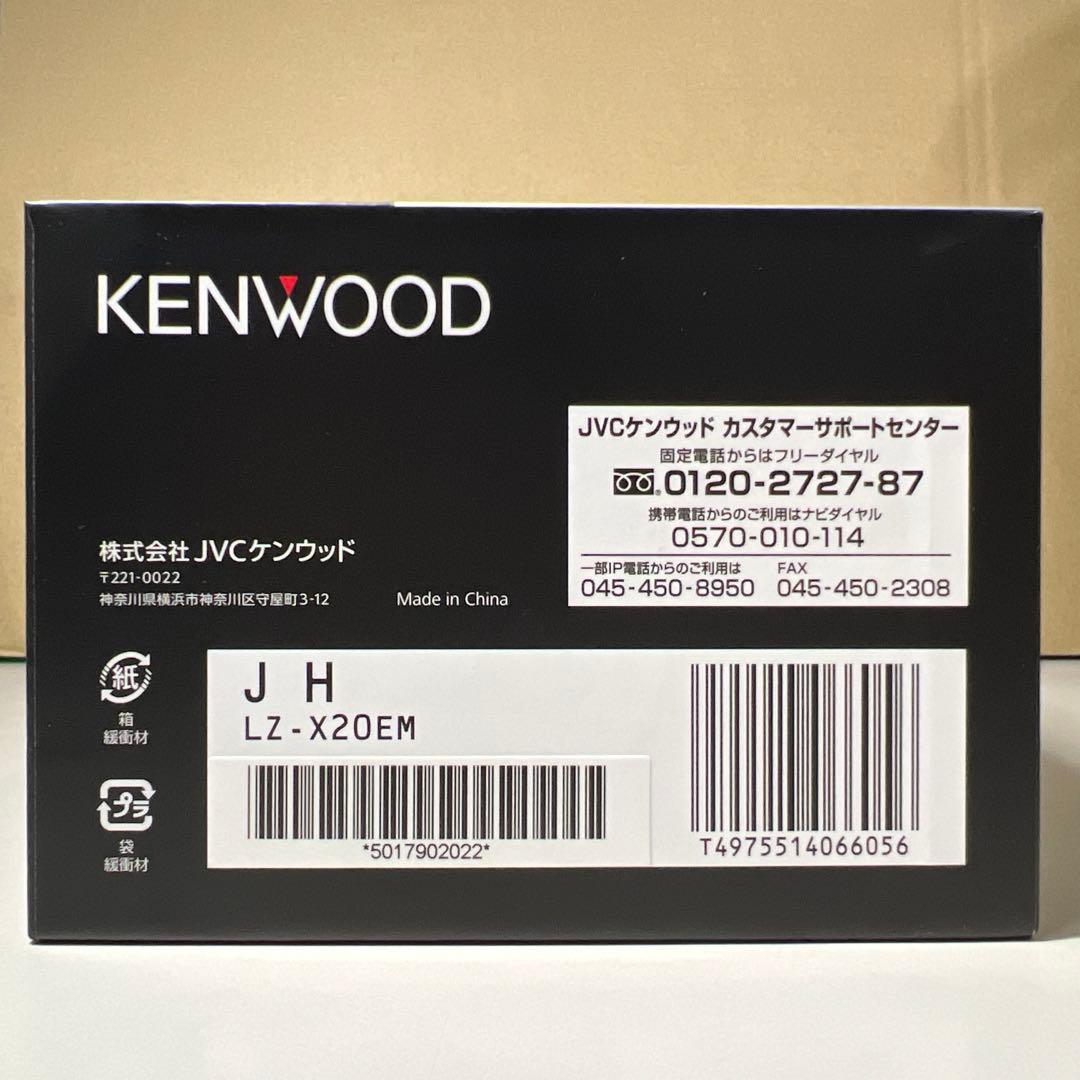 KENWOOD
JVCケンウッド カスタマーサポートセンター
固定電話からはフリーダイヤル
0120-2727-87
携帯電話からのご利用はナビダイヤル
0570-010-114
一部IP電話からのご利用は FAX
045-450-8950 045-450-2308
株式会社 JVCケンウッド
〒221-0022
神奈川県横浜市神奈川区守屋町3-12 Made in China
紙
箱
緩衝材
プラ
袋
緩衝材
J H
LZ-X20EM
*5017902022*
T4975514066056